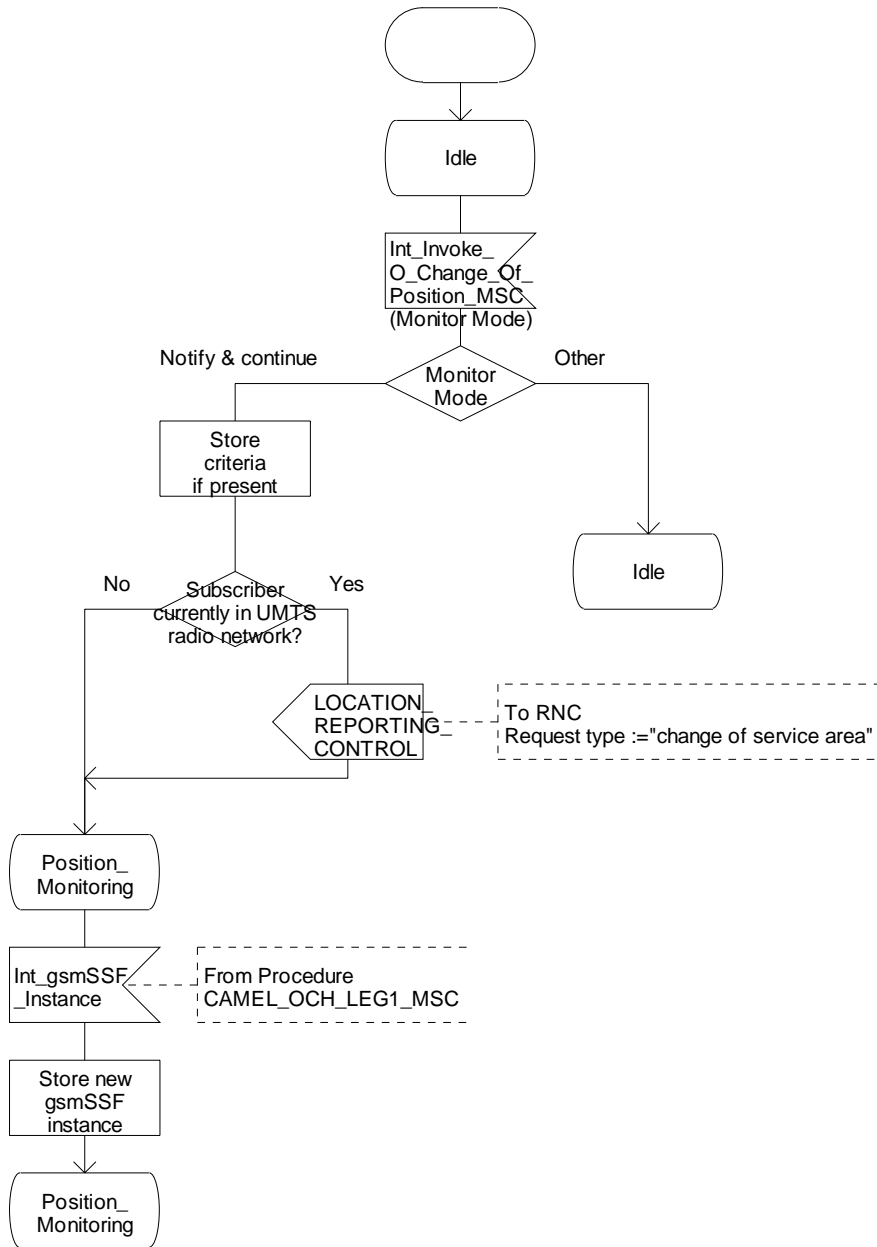 Idle
Int_Invoke_
O_Change_Of_
Position_MSC
(Monitor Mode)
Notify & continue
Monitor
Mode
Other
Store
criteria
if present
Idle
No
Subscriber
currently in UMTS
radio network?
Yes
LOCATION_
REPORTING_
CONTROL
To RNC
Request type :="change of service area"
Position_
Monitoring
Int_gsmSSF
_Instance
From Procedure
CAMEL_OCH_LEG1_MSC
Store new
gsmSSF
instance
Position_
Monitoring